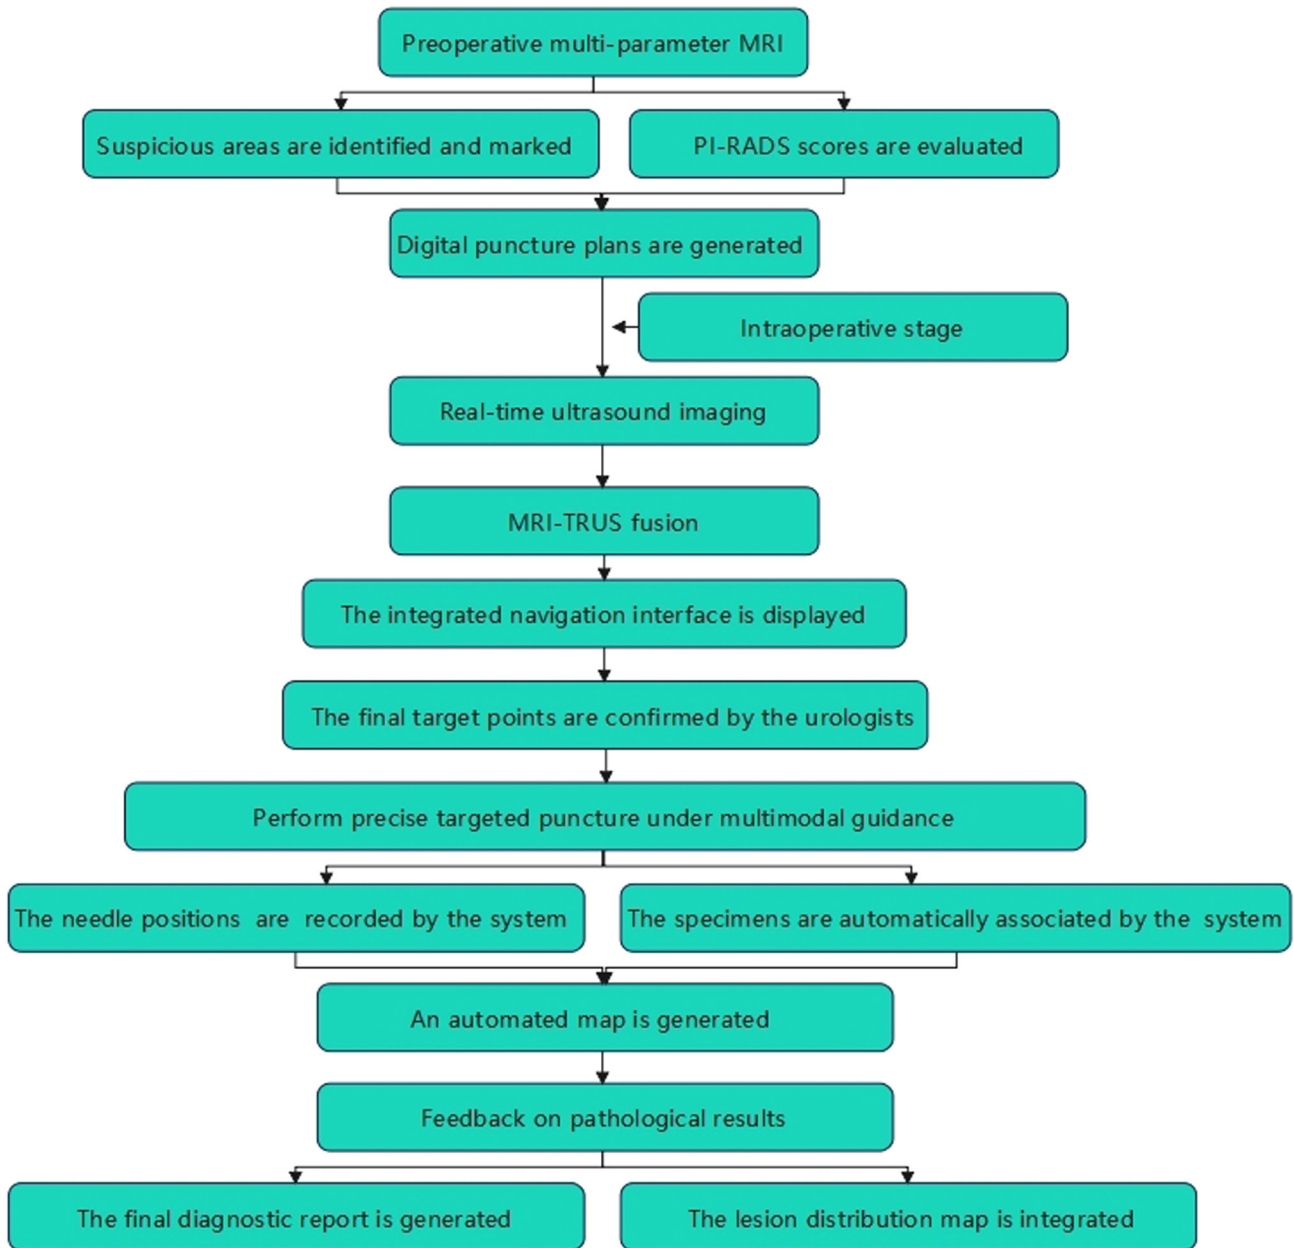 Preoperative multi-parameter MRI
Suspicious areas are identified and marked
PI-RADS scores are evaluated
Digital puncture plans are generated
Intraoperative stage
Real-time ultrasound imaging
MRI-TRUS fusion
The integrated navigation interface is displayed
The final target points are confirmed by the urologists
Perform precise targeted puncture under multimodal guidance
The needle positions are recorded by the system
The specimens are automatically associated by the system
An automated map is generated
Feedback on pathological results
The final diagnostic report is generated
The lesion distribution map is integrated